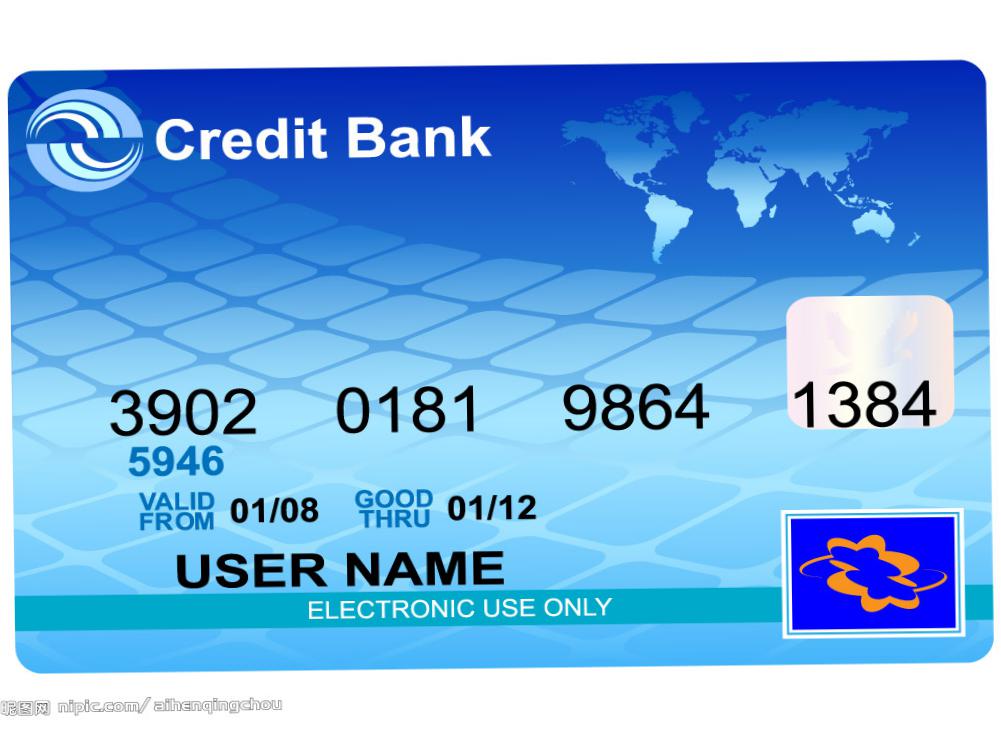 Credit Bank
3902 0181 9864 1384
5946
VALID FROM 01/08 GOOD THRU 01/12
USER NAME
ELECTRONIC USE ONLY
昵图网 nipic.com/aihenqingchou